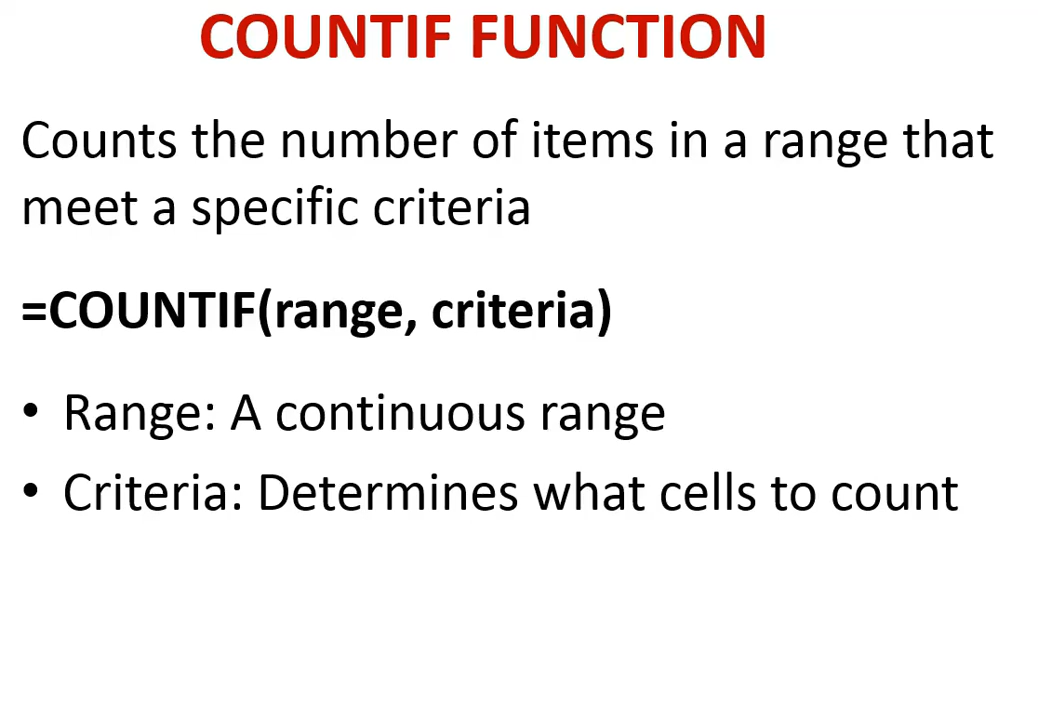 COUNTIF FUNCTION
Counts the number of items in a range that
meet a specific criteria
=COUNTIF(range, criteria)
• Range: A continuous range
• Criteria: Determines what cells to count